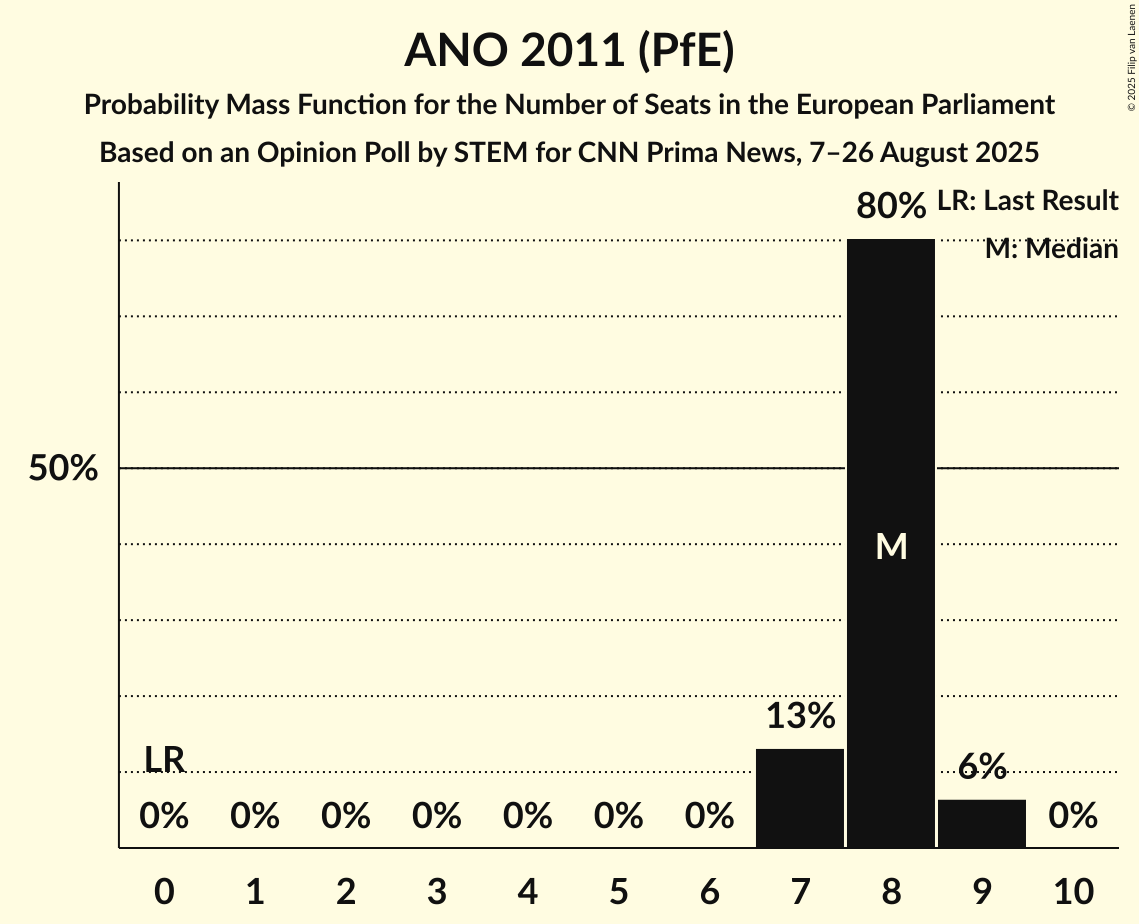 ANO 2011 (PfE)
Probability Mass Function for the Number of Seats in the European Parliament
Based on an Opinion Poll by STEM for CNN Prima News, 7–26 August 2025
© 2025 Filip van Laenen
80%
LR: Last Result
M: Median
50%
M
13%
LR
6%
0% 0% 0% 0% 0% 0% 0% 0%
0 1 2 3 4 5 6 7 8 9 10